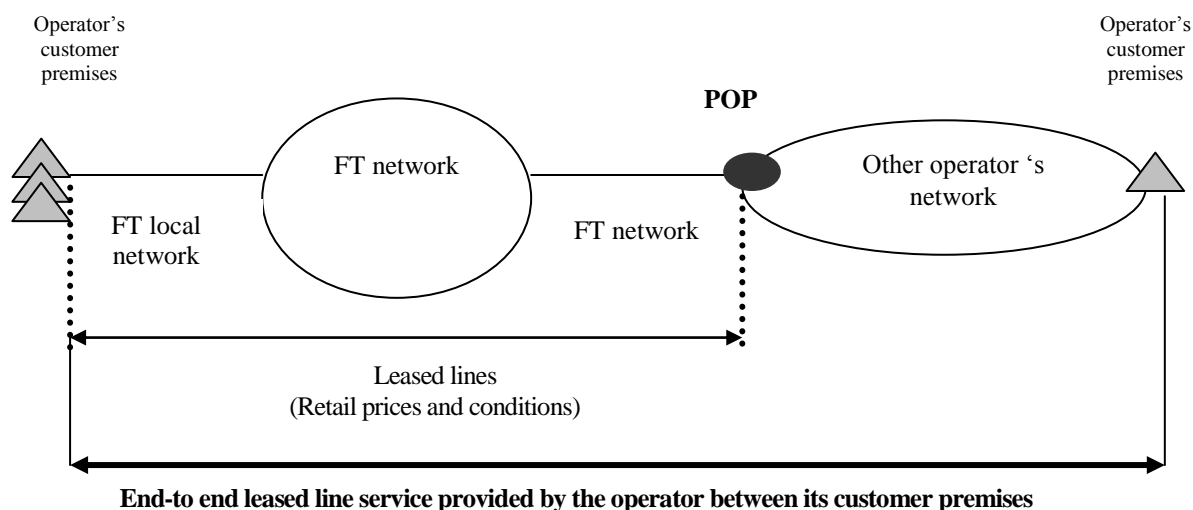 Operator’s
customer
premises
Operator’s
customer
premises
POP
FT network
Other operator ‘s
network
FT local
network
FT network
Leased lines
(Retail prices and conditions)
End-to end leased line service provided by the operator between its customer premises